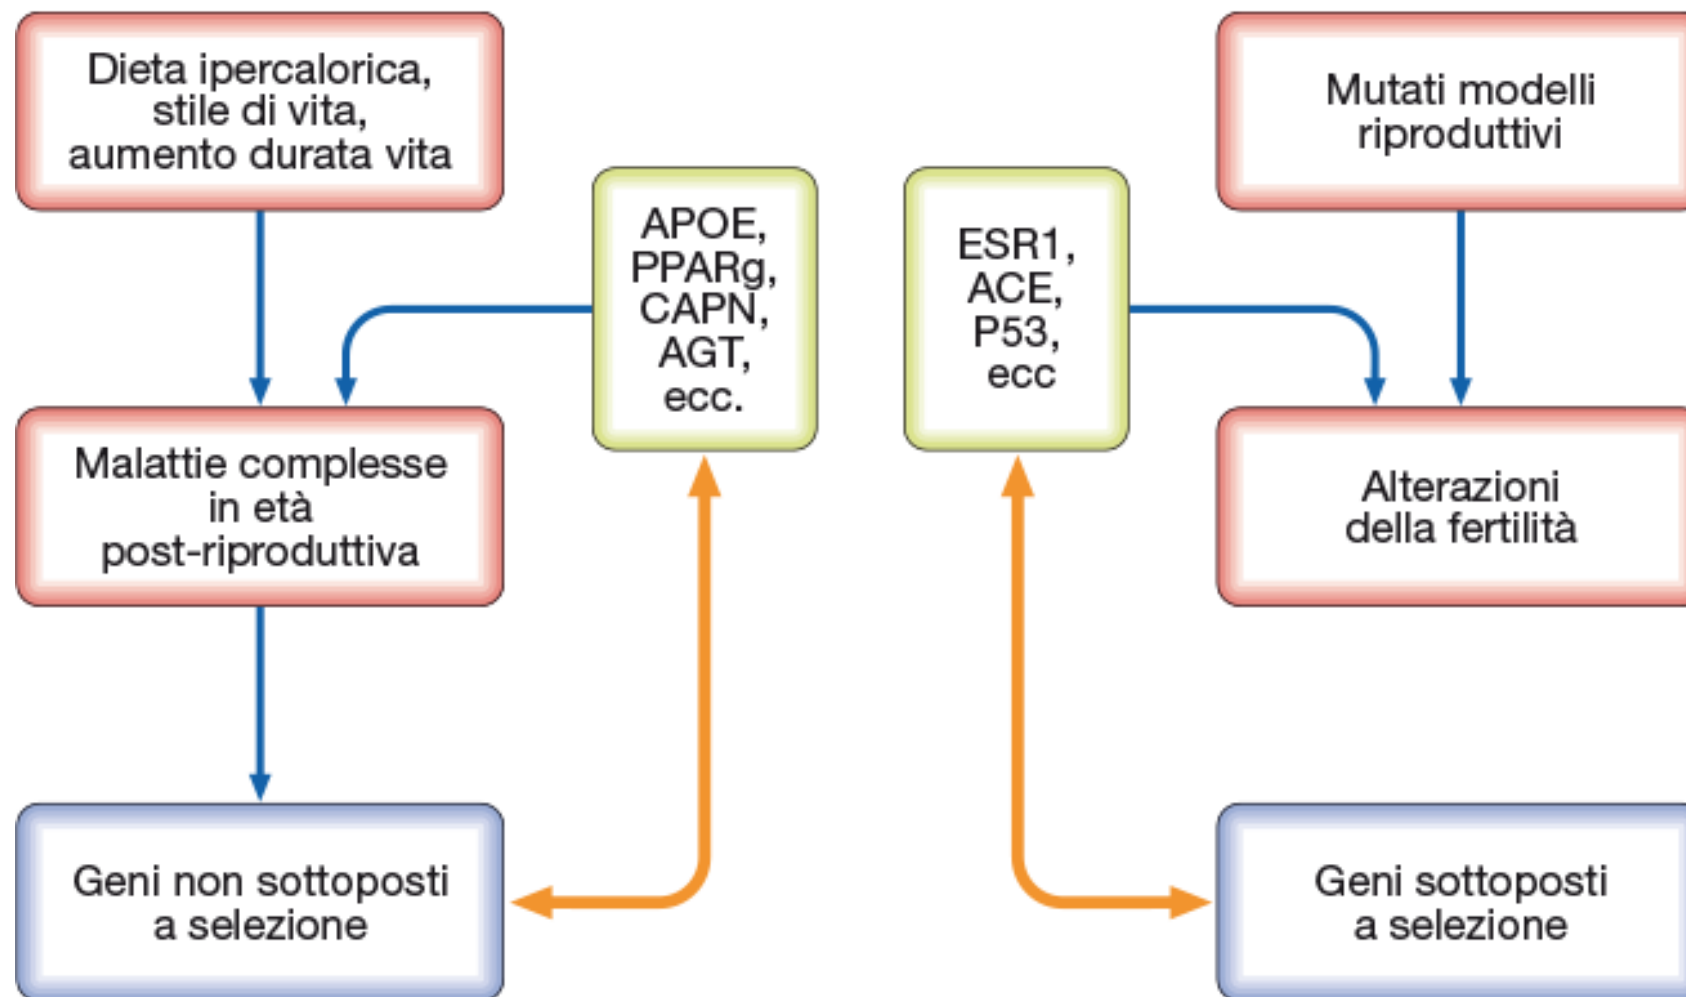 Dieta ipercalorica,
stile di vita,
aumento durata vita
Mutati modelli
riproduttivi
APOE,
PPARg,
CAPN,
AGT,
ecc.
ESR1,
ACE,
P53,
ecc
Malattie complesse
in età
post-riproduttiva
Alterazioni
della fertilità
Geni non sottoposti
a selezione
Geni sottoposti
a selezione